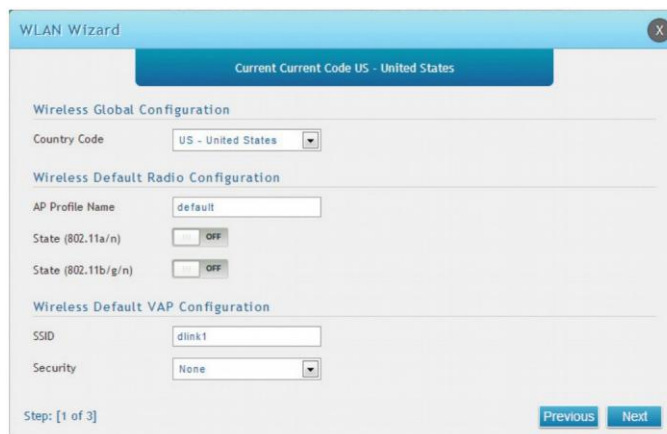 WLAN Wizard
X
Current Current Code US - United States
Wireless Global Configuration
Country Code US - United States
Wireless Default Radio Configuration
AP Profile Name default
State (802.11a/n) OFF
State (802.11b/g/n) OFF
Wireless Default VAP Configuration
SSID dlink1
Security None
Step: [1 of 3] Previous Next